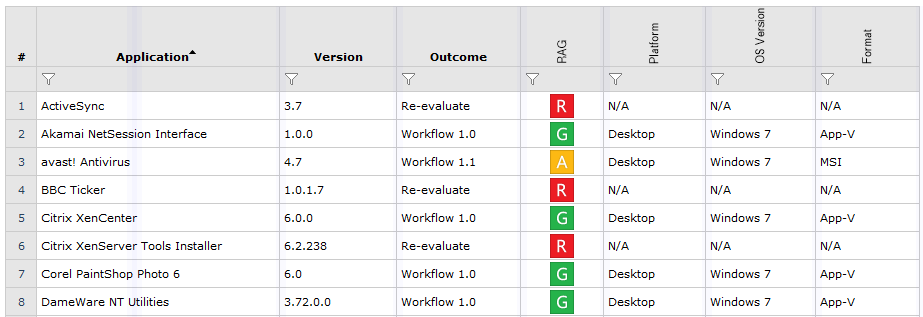 # Application Version Outcome RAG Platform OS Version Format
1 ActiveSync 3.7 Re-evaluate R N/A N/A N/A
2 Akamai NetSession Interface 1.0.0 Workflow 1.0 G Desktop Windows 7 App-V
3 avast! Antivirus 4.7 Workflow 1.1 A Desktop Windows 7 MSI
4 BBC Ticker 1.0.1.7 Re-evaluate R N/A N/A N/A
5 Citrix XenCenter 6.0.0 Workflow 1.0 G Desktop Windows 7 App-V
6 Citrix XenServer Tools Installer 6.2.238 Re-evaluate R N/A N/A N/A
7 Corel PaintShop Photo 6 6.0 Workflow 1.0 G Desktop Windows 7 App-V
8 DameWare NT Utilities 3.72.0.0 Workflow 1.0 G Desktop Windows 7 App-V